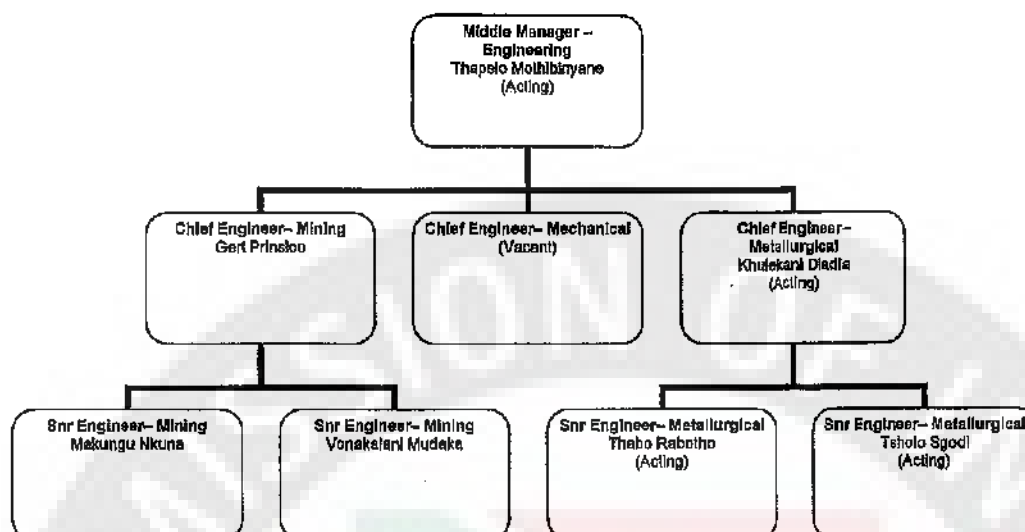 Middle Manager –
Engineering
Thapelo Mothibinyane
(Acting)
Chief Engineer– Mining
Gert Prinsloo
Chief Engineer– Mechanical
(Vacant)
Chief Engineer–
Metallurgical
Khulekani Dladla
(Acting)
Snr Engineer– Mining
Makungu Nkuna
Snr Engineer– Mining
Vonakalani Mudaka
Snr Engineer– Metallurgical
Thabo Rabotho
(Acting)
Snr Engineer– Metallurgical
Tsholo Sgodi
(Acting)